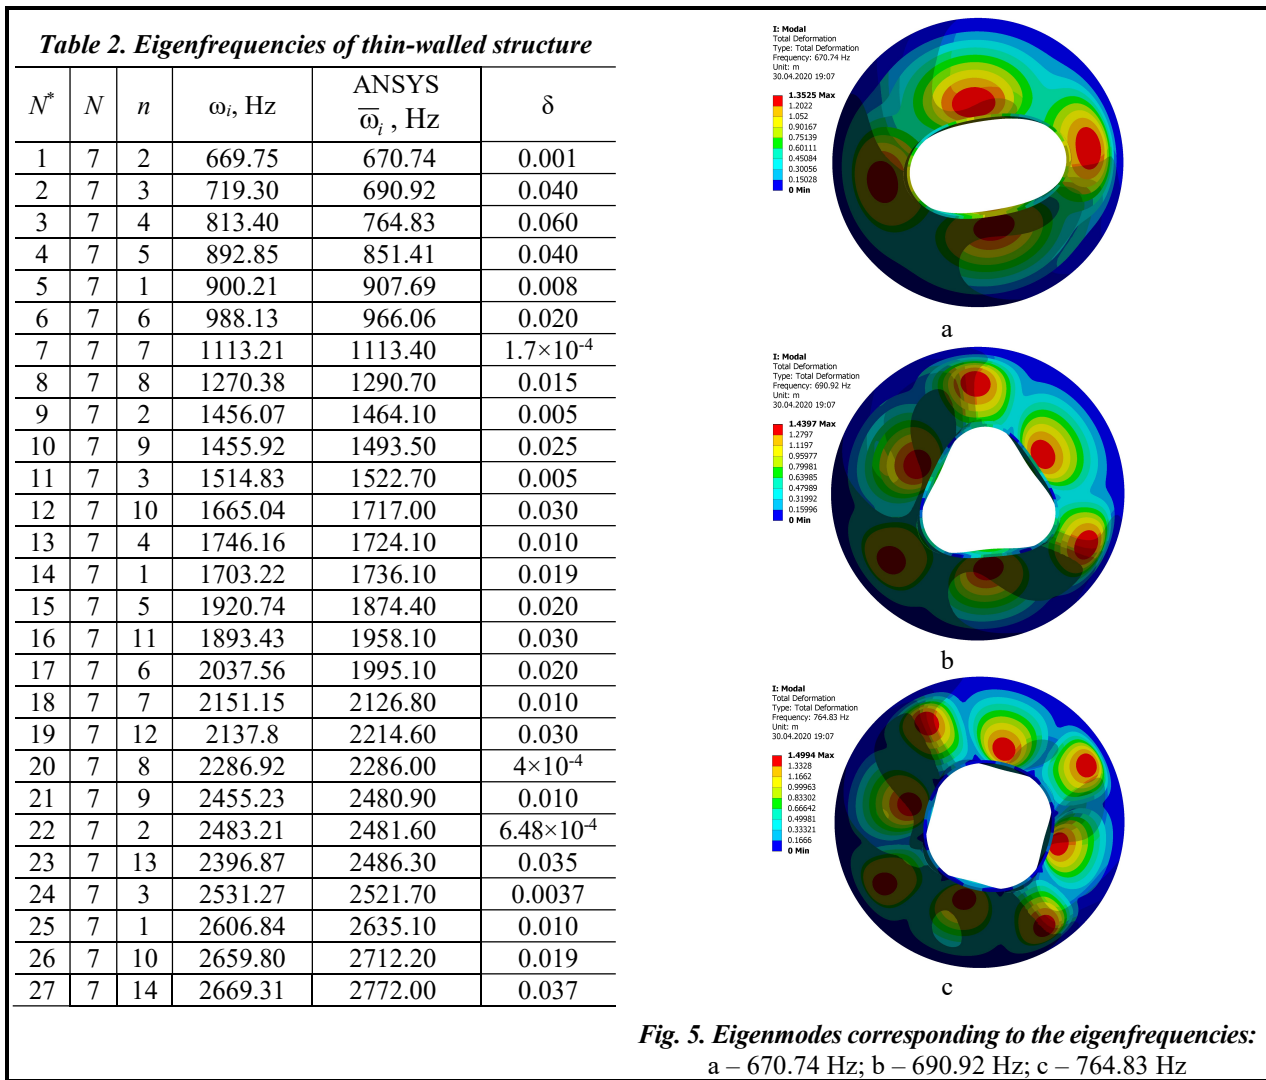 Table 2. Eigenfrequencies of thin-walled structure
N* N n ωi, Hz ANSYS ω̅i, Hz δ
1 7 2 669.75 670.74 0.001
2 7 3 719.30 690.92 0.040
3 7 4 813.40 764.83 0.060
4 7 5 892.85 851.41 0.040
5 7 1 900.21 907.69 0.008
6 7 6 988.13 966.06 0.020
7 7 7 1113.21 1113.40 1.7×10-4
8 7 8 1270.38 1290.70 0.015
9 7 2 1456.07 1464.10 0.005
10 7 9 1455.92 1493.50 0.025
11 7 3 1514.83 1522.70 0.005
12 7 10 1665.04 1717.00 0.030
13 7 4 1746.16 1724.10 0.010
14 7 1 1703.22 1736.10 0.019
15 7 5 1920.74 1874.40 0.020
16 7 11 1893.43 1958.10 0.030
17 7 6 2037.56 1995.10 0.020
18 7 7 2151.15 2126.80 0.010
19 7 12 2137.8 2214.60 0.030
20 7 8 2286.92 2286.00 4×10-4
21 7 9 2455.23 2480.90 0.010
22 7 2 2483.21 2481.60 6.48×10-4
23 7 13 2396.87 2486.30 0.035
24 7 3 2531.27 2521.70 0.0037
25 7 1 2606.84 2635.10 0.010
26 7 10 2659.80 2712.20 0.019
27 7 14 2669.31 2772.00 0.037
I: Modal
Total Deformation
Type: Total Deformation
Frequency: 670.74 Hz
Unit: m
30.04.2020 19:07
1.3525 Max
1.2022
1.052
0.90167
0.75139
0.60111
0.45084
0.30056
0.15028
0 Min
a
I: Modal
Total Deformation
Type: Total Deformation
Frequency: 690.92 Hz
Unit: m
30.04.2020 19:07
1.4397 Max
1.2797
1.1197
0.95977
0.79981
0.63985
0.47989
0.31992
0.15996
0 Min
b
I: Modal
Total Deformation
Type: Total Deformation
Frequency: 764.83 Hz
Unit: m
30.04.2020 19:07
1.4994 Max
1.3328
1.1662
0.99963
0.83302
0.66642
0.49981
0.33321
0.1666
0 Min
c
Fig. 5. Eigenmodes corresponding to the eigenfrequencies:
a – 670.74 Hz; b – 690.92 Hz; c – 764.83 Hz